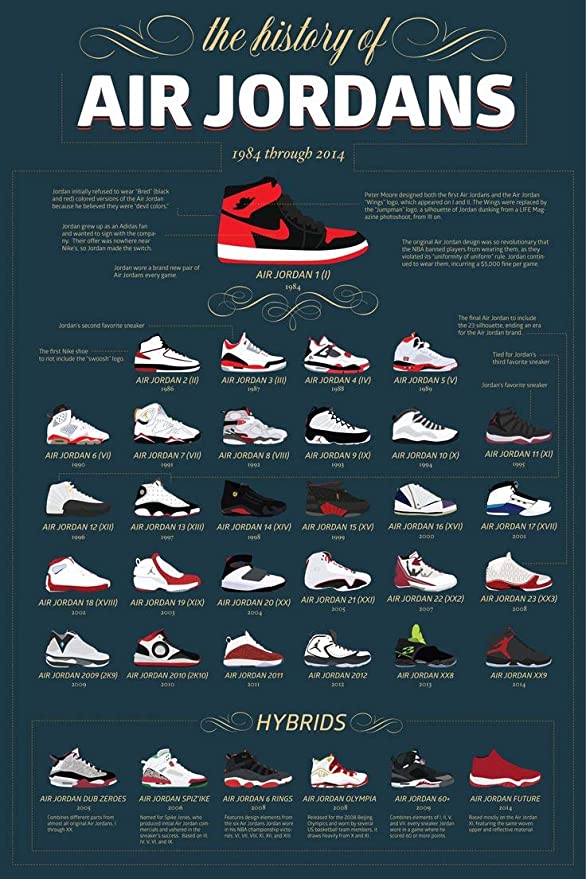 the history of
AIR JORDANS
1984 through 2014
Jordan initially refused to wear "Bred" (black
and red) colored versions of the Air Jordan
because he believed they were "devil colors."
Jordan grew up as an Adidas fan
and wanted to sign with the compa-
ny. Their offer was nowhere near
Nike's, so Jordan made the switch.
Jordan wore a brand new pair of
Air Jordans every game.
Peter Moore designed both the first Air Jordans and the Air Jordan
"Wings" logo, which appeared on I and II. The Wings were replaced by
the "Jumpman" logo, a silhouette of Jordan dunking from a LIFE Mag-
azine photoshoot, from III on.
The original Air Jordan design was so revolutionary that
the NBA banned players from wearing them, as they
violated its "uniformity of uniform" rule. Jordan contin-
ued to wear them, incurring a $5,000 fine per game.
AIR JORDAN 1 (I)
1984
Jordan's second favorite sneaker
The first Nike shoe
to not include the "swoosh" logo.
The final Air Jordan to include
the 23 silhouette, ending an era
for the Air Jordan brand.
Tied for Jordan's
third favorite sneaker
Jordan's favorite sneaker
AIR JORDAN 2 (II)
1986
AIR JORDAN 3 (III)
1987
AIR JORDAN 4 (IV)
1988
AIR JORDAN 5 (V)
1989
AIR JORDAN 6 (VI)
1990
AIR JORDAN 7 (VII)
1991
AIR JORDAN 8 (VIII)
1992
AIR JORDAN 9 (IX)
1993
AIR JORDAN 10 (X)
1994
AIR JORDAN 11 (XI)
1995
AIR JORDAN 12 (XII)
1996
AIR JORDAN 13 (XIII)
1997
AIR JORDAN 14 (XIV)
1998
AIR JORDAN 15 (XV)
1999
AIR JORDAN 16 (XVI)
2000
AIR JORDAN 17 (XVII)
2001
AIR JORDAN 18 (XVIII)
2002
AIR JORDAN 19 (XIX)
2003
AIR JORDAN 20 (XX)
2004
AIR JORDAN 21 (XXI)
2005
AIR JORDAN 22 (XX2)
2007
AIR JORDAN 23 (XX3)
2008
AIR JORDAN 2009 (2K9)
2009
AIR JORDAN 2010 (2K10)
2010
AIR JORDAN 2011
2011
AIR JORDAN 2012
2012
AIR JORDAN XX8
2013
AIR JORDAN XX9
2014
HYBRIDS
AIR JORDAN DUB ZEROES
2005
Combines different parts from
almost all original Air Jordans, I
through XX.
AIR JORDAN SPIZ'IKE
2006
Named for Spike Jones, who
produced initial Air Jordan com-
mercials and ushered in the
sneaker's success. Based on III,
IV, V, VI, and IX.
AIR JORDAN 6 RINGS
2008
Features design elements from
the six Air Jordans Jordan wore
in his NBA championship victo-
ries. VI, VII, VIII, XI, XII, and XIII
AIR JORDAN OLYMPIA
2008
Released for the 2008 Beijing
Olympics and worn by several
US basketball team members. It
draws heavily from X and XI.
AIR JORDAN 60+
2009
Combines elements of I, II, V,
and VII, every sneaker Jordan
wore in a game where he
scored 60 or more points.
AIR JORDAN FUTURE
2014
Based mostly on the Air Jordan
XI, featuring the same woven
upper and reflective material